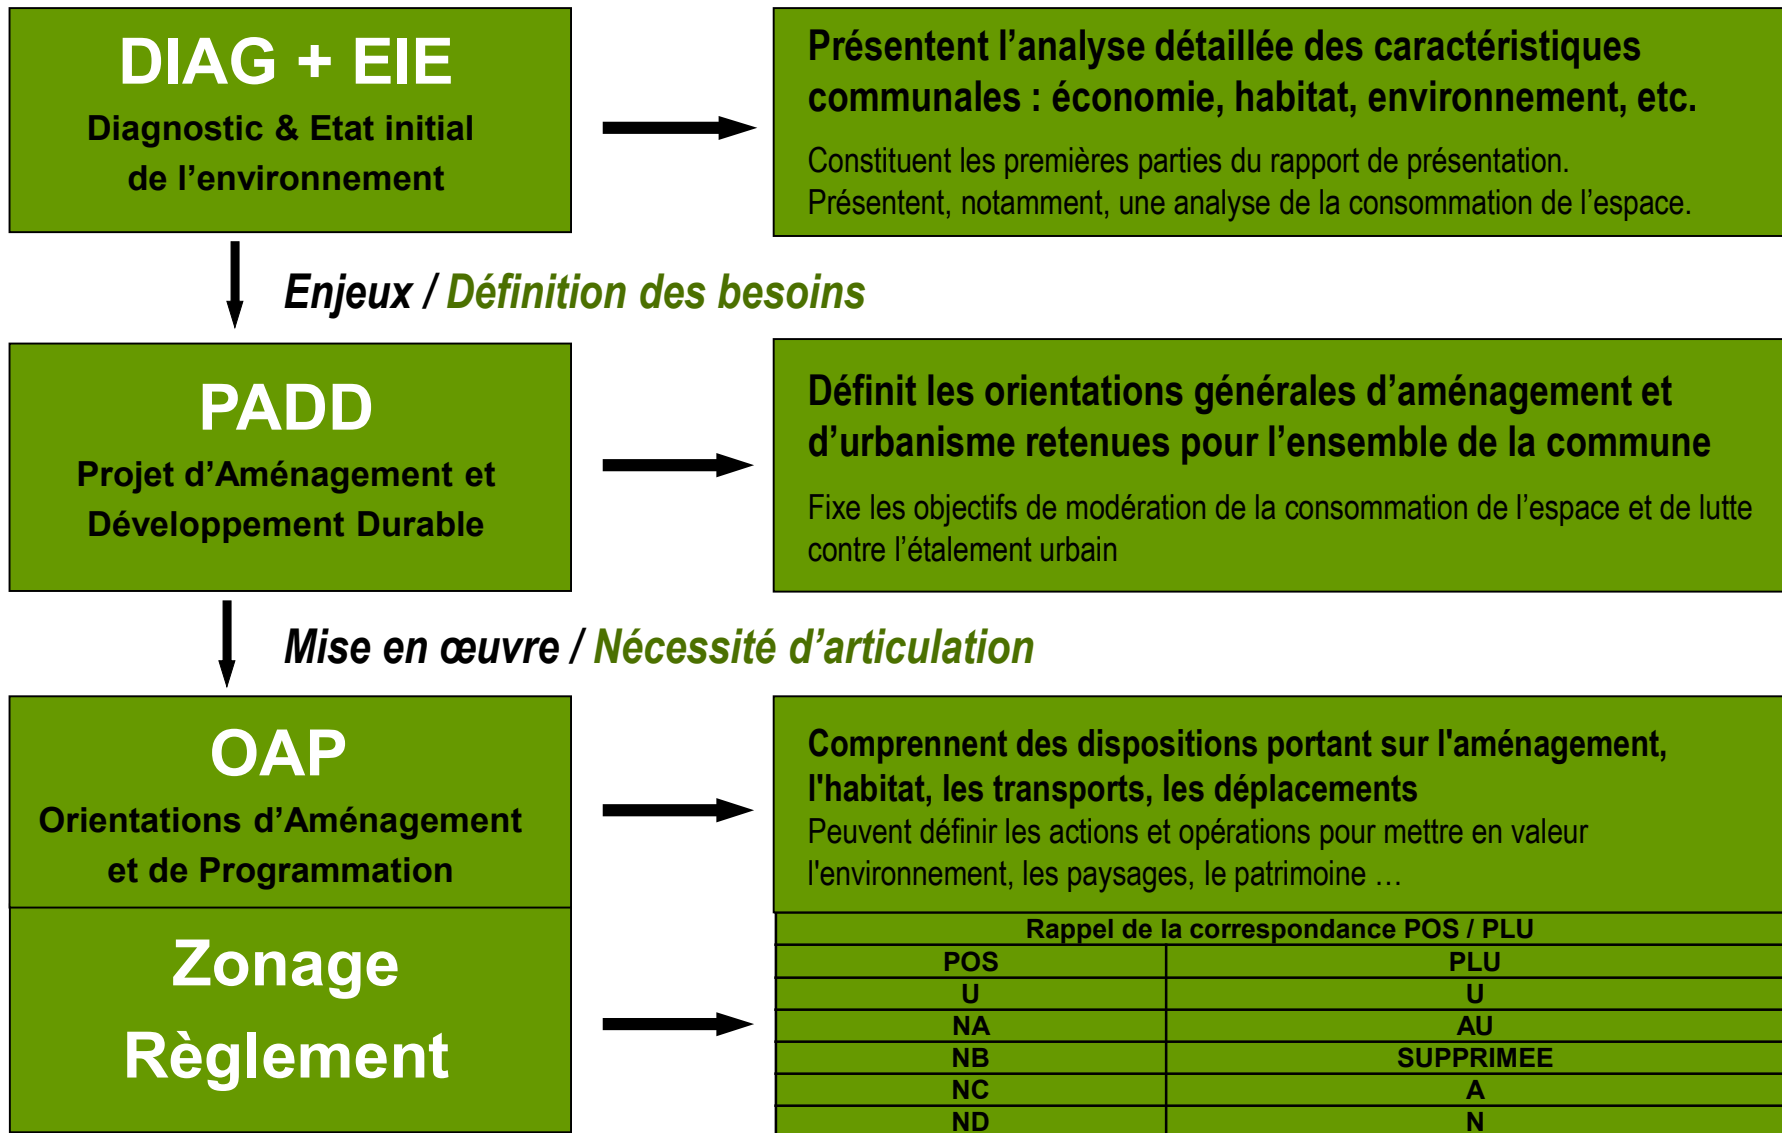 DIAG + EIE
Diagnostic & Etat initial
de l’environnement
Présentent l’analyse détaillée des caractéristiques
communales : économie, habitat, environnement, etc.
Constituent les premières parties du rapport de présentation.
Présentent, notamment, une analyse de la consommation de l’espace.
Enjeux / Définition des besoins
PADD
Projet d’Aménagement et
Développement Durable
Définit les orientations générales d’aménagement et
d’urbanisme retenues pour l’ensemble de la commune
Fixe les objectifs de modération de la consommation de l’espace et de lutte
contre l’étalement urbain
Mise en œuvre / Nécessité d’articulation
OAP
Orientations d’Aménagement
et de Programmation
Comprennent des dispositions portant sur l'aménagement,
l'habitat, les transports, les déplacements
Peuvent définir les actions et opérations pour mettre en valeur
l'environnement, les paysages, le patrimoine …
Zonage
Règlement
Rappel de la correspondance POS / PLU
POS PLU
U U
NA AU
NB SUPPRIMEE
NC A
ND N